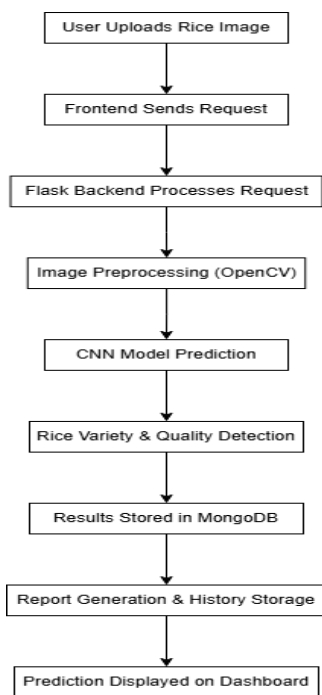 User Uploads Rice Image
Frontend Sends Request
Flask Backend Processes Request
Image Preprocessing (OpenCV)
CNN Model Prediction
Rice Variety & Quality Detection
Results Stored in MongoDB
Report Generation & History Storage
Prediction Displayed on Dashboard